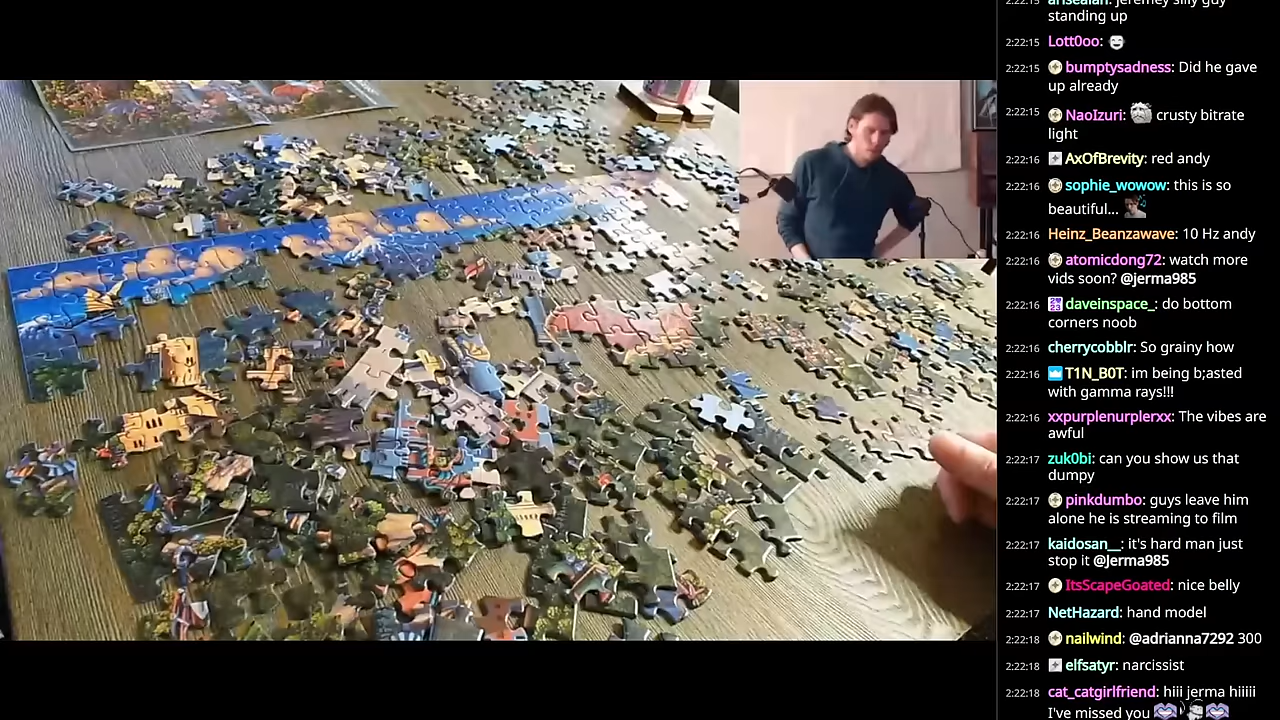 2:22:15 arisealan: jeremey silly guy
standing up
2:22:15 Lott0oo:
2:22:15 bumptysadness: Did he gave
up already
2:22:15 NaoIzuri: crusty bitrate
light
2:22:16 AxOfBrevity: red andy
2:22:16 sophie_wowow: this is so
beautiful...
2:22:16 Heinz_Beanzawave: 10 Hz andy
2:22:16 atomicdong72: watch more
vids soon? @jerma985
2:22:16 daveinspace_: do bottom
corners noob
2:22:16 cherrycobblr: So grainy how
2:22:16 T1N_B0T: im being b;asted
with gamma rays!!!
2:22:16 xxpurplenurplerxx: The vibes are
awful
2:22:17 zuk0bi: can you show us that
dumpy
2:22:17 pinkdumbo: guys leave him
alone he is streaming to film
2:22:17 kaidosan__: it's hard man just
stop it @Jerma985
2:22:17 ItsScapeGoated: nice belly
2:22:17 NetHazard: hand model
2:22:18 nailwind: @adrianna7292 300
2:22:18 elfsatyr: narcissist
2:22:18 cat_catgirlfriend: hiii jerma hiiiii
I've missed you